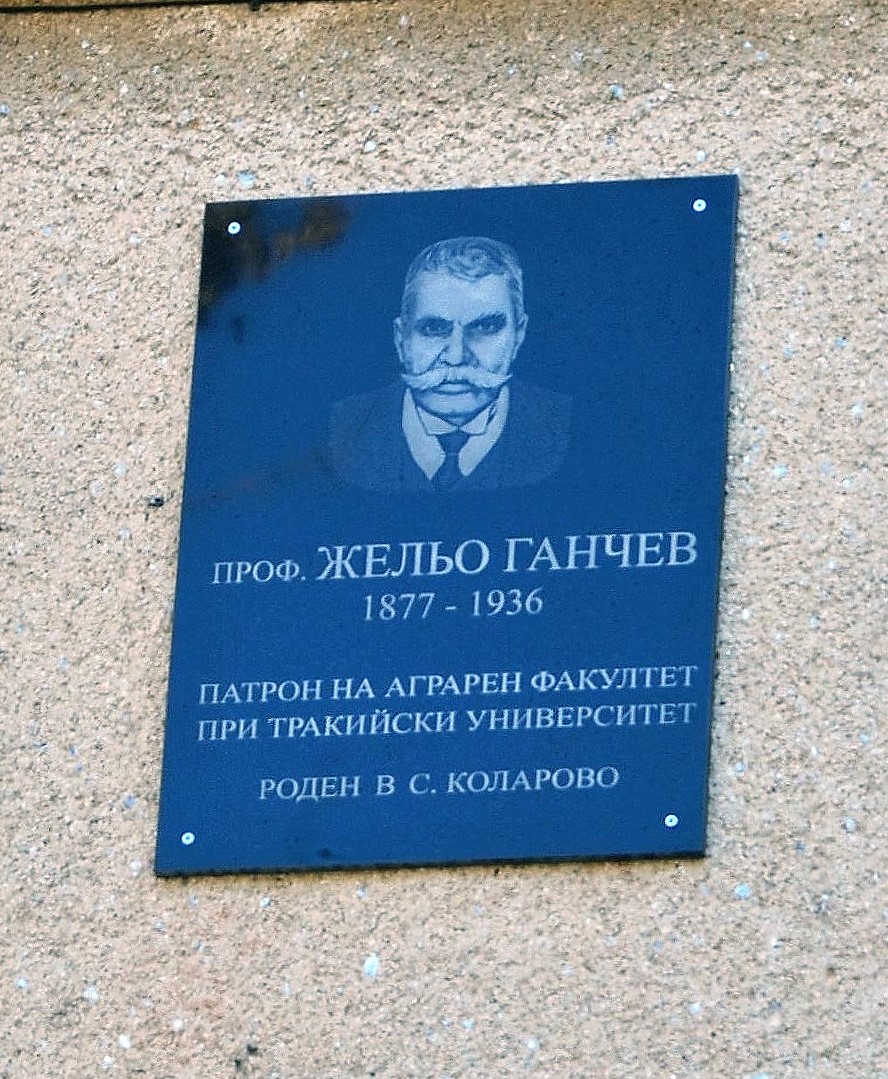 ПРОФ. ЖЕЛЬО ГАНЧЕВ
1877 - 1936
ПАТРОН НА АГРАРЕН ФАКУЛТЕТ
ПРИ ТРАКИЙСКИ УНИВЕРСИТЕТ
РОДЕН В С. КОЛАРОВО